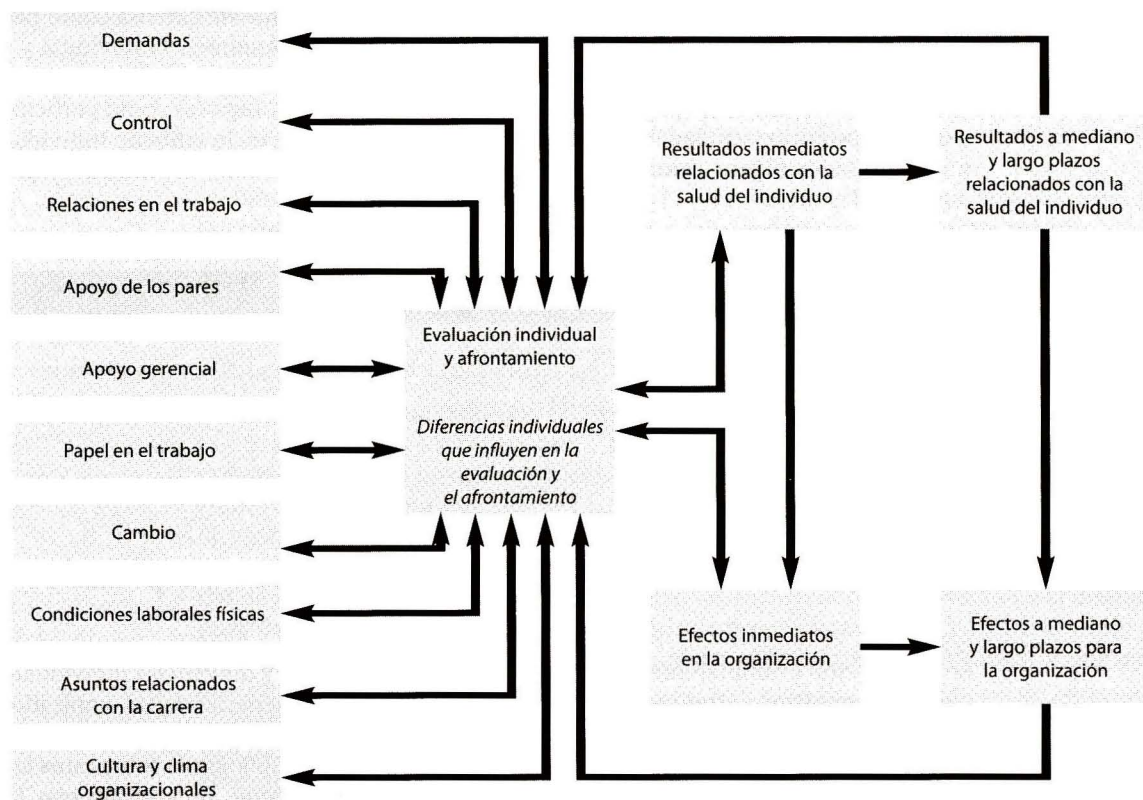 Demandas
Control
Relaciones en el trabajo
Apoyo de los pares
Apoyo gerencial
Papel en el trabajo
Cambio
Condiciones laborales físicas
Asuntos relacionados
con la carrera
Cultura y clima
organizacionales
Evaluación individual
y afrontamiento
Diferencias individuales
que influyen en la
evaluación y
el afrontamiento
Resultados inmediatos
relacionados con la
salud del individuo
Resultados a mediano
y largo plazos
relacionados con la
salud del individuo
Efectos inmediatos
en la organización
Efectos a mediano
y largo plazos para
la organización